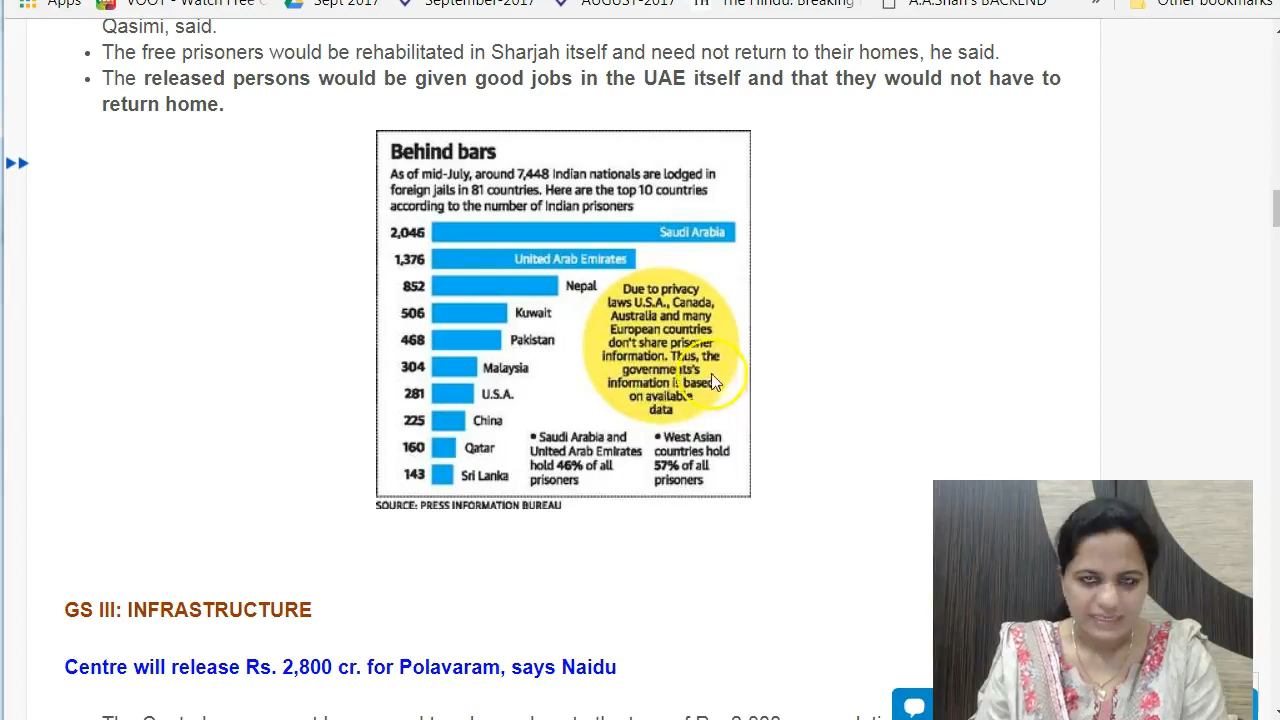 Apps
VOOT - Watch Free C
Sept 2017
September-2017
AUGUST-2017
TH The Hindu: Breaking
A.A.Shah's BACKEND
»
Other bookmarks
Qasimi, said.
• The free prisoners would be rehabilitated in Sharjah itself and need not return to their homes, he said.
• The released persons would be given good jobs in the UAE itself and that they would not have to
return home.
Behind bars
As of mid-July, around 7,448 Indian nationals are lodged in
foreign jails in 81 countries. Here are the top 10 countries
according to the number of Indian prisoners
2,046 Saudi Arabia
1,376 United Arab Emirates
852 Nepal
506 Kuwait
468 Pakistan
304 Malaysia
281 U.S.A.
225 China
160 Qatar
143 Sri Lanka
Due to privacy
laws U.S.A., Canada,
Australia and many
European countries
don't share prisoner
information. Thus, the
governments's
information is based
on available
data
• Saudi Arabia and
United Arab Emirates
hold 46% of all
prisoners
• West Asian
countries hold
57% of all
prisoners
SOURCE: PRESS INFORMATION BUREAU
GS III: INFRASTRUCTURE
Centre will release Rs. 2,800 cr. for Polavaram, says Naidu